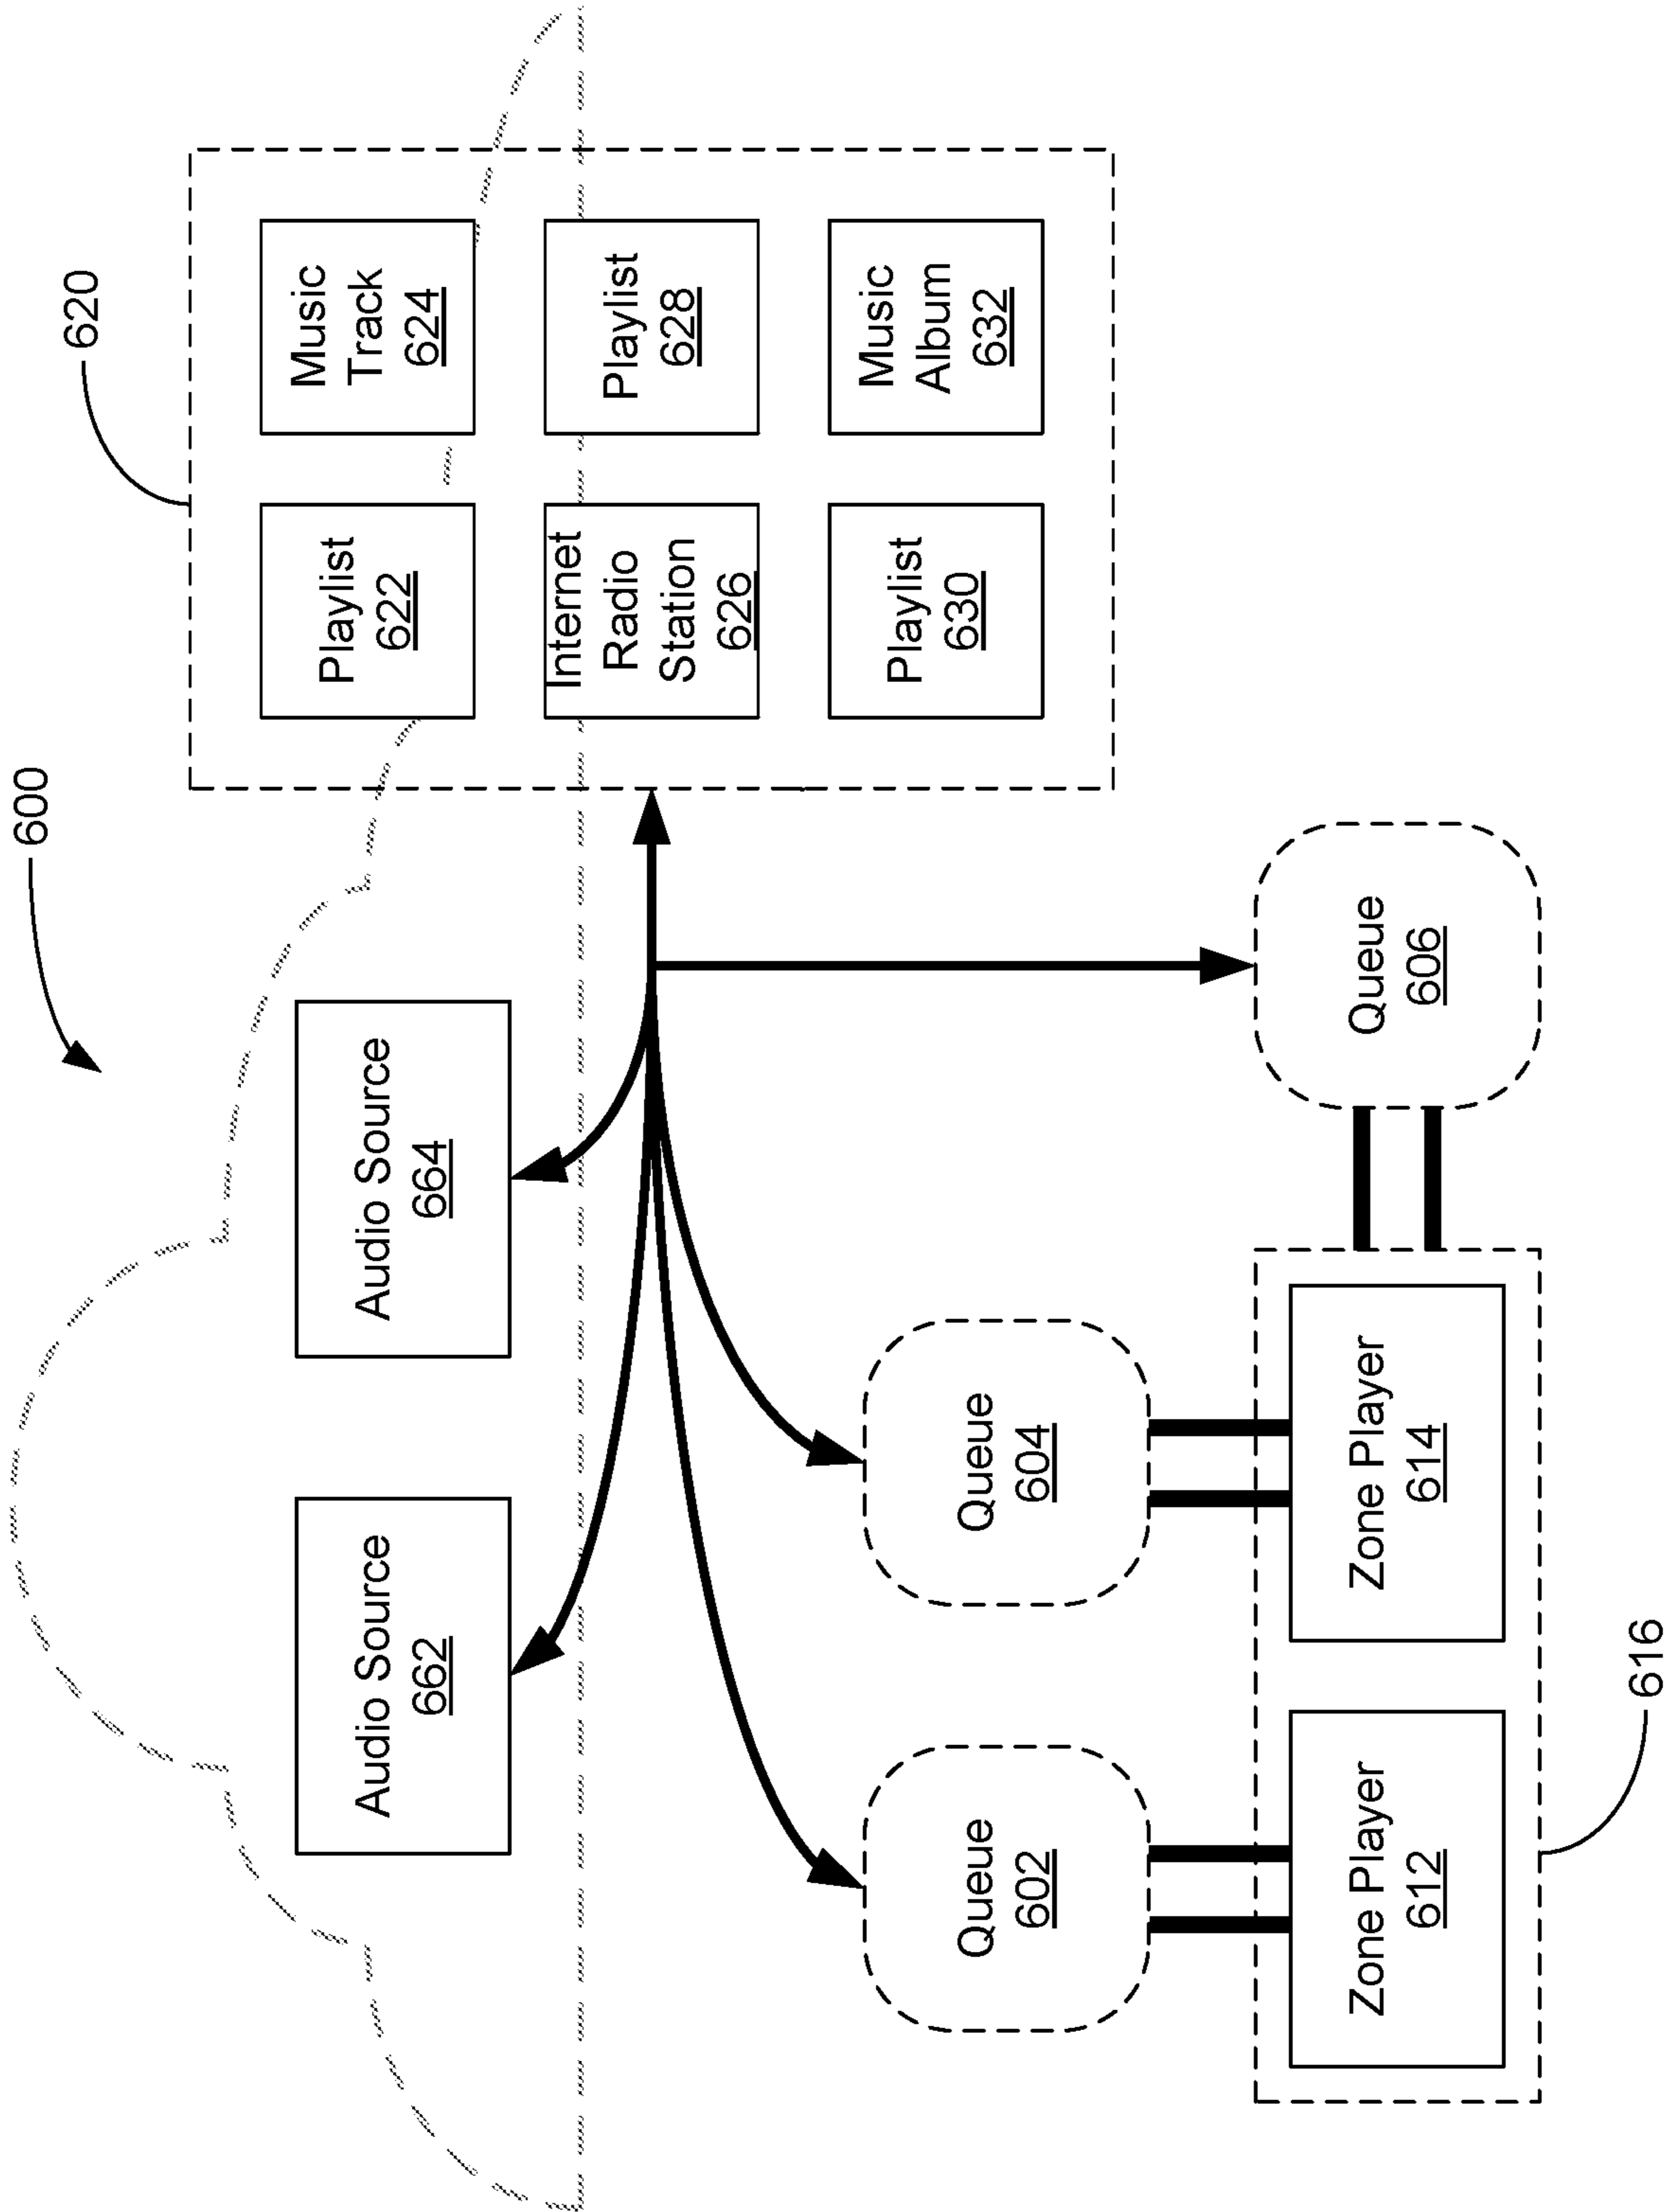 600
620
Audio Source
662
Audio Source
664
Playlist
622
Music
Track
624
Internet
Radio
Station
626
Playlist
628
Playlist
630
Music
Album
632
Queue
602
Queue
604
Queue
606
Zone Player
612
Zone Player
614
616